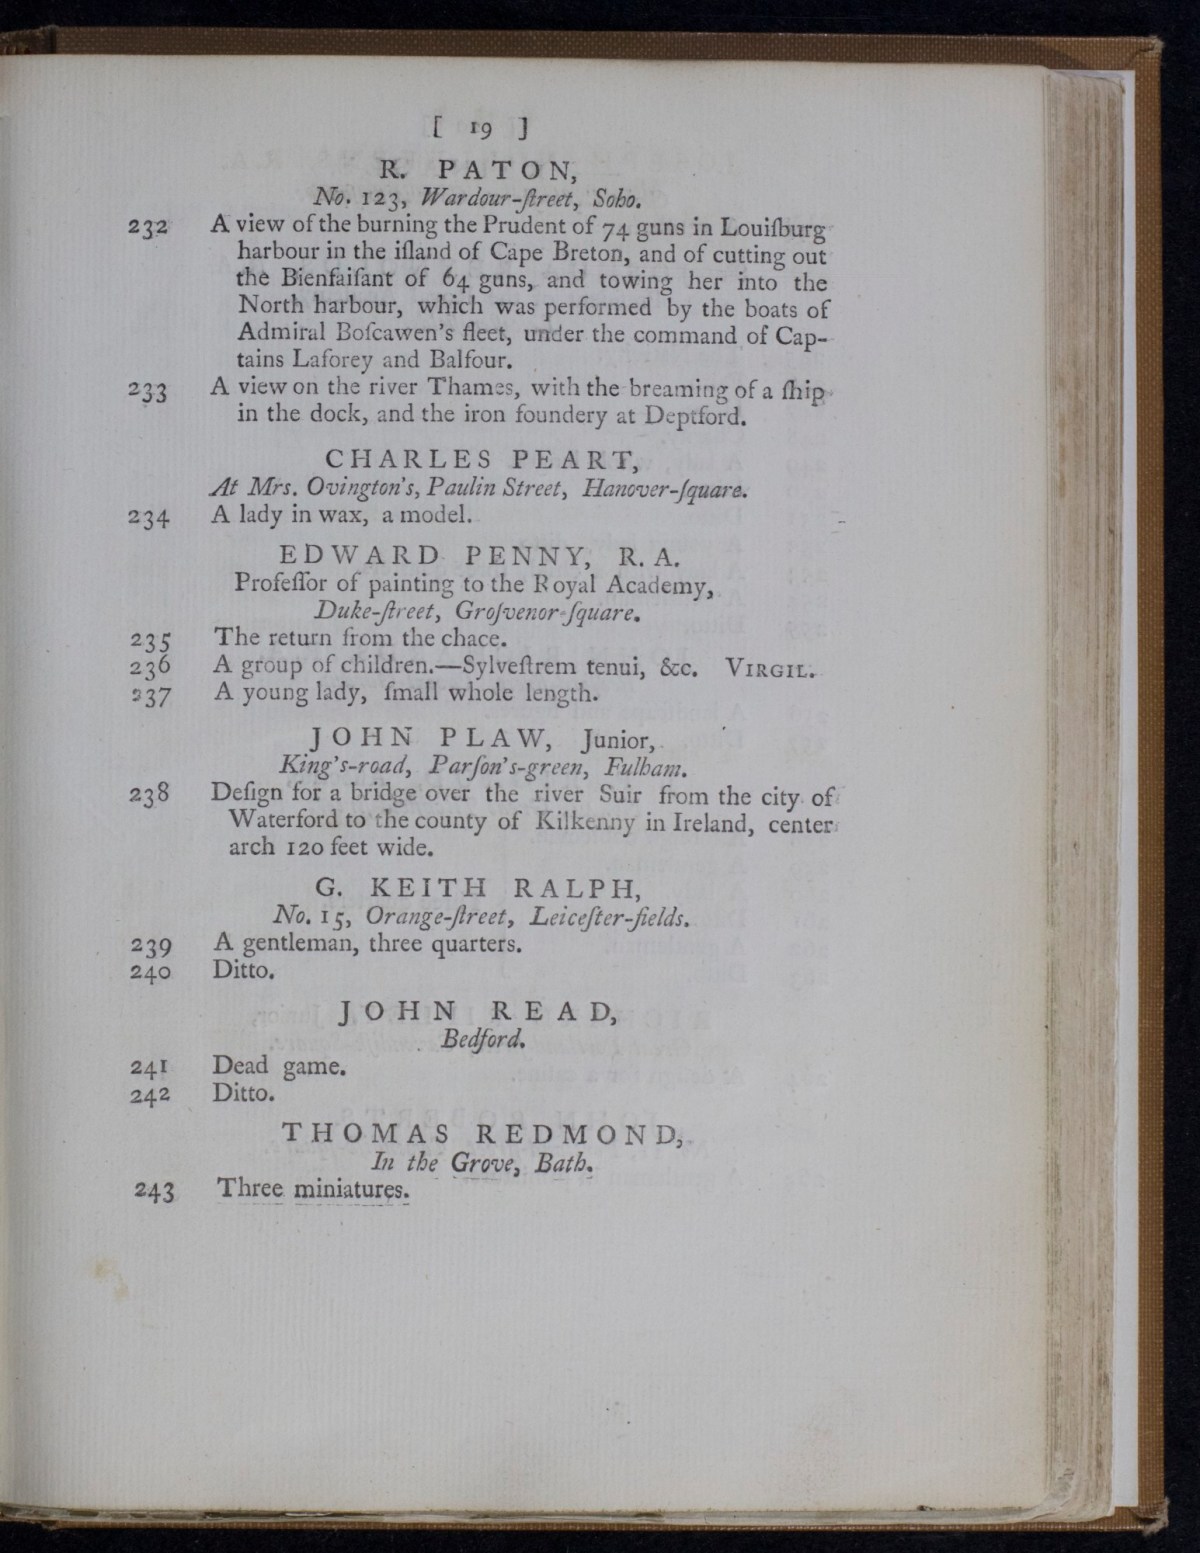 [ 19 ]
R. PATON,
No. 123, Wardour-ſtreet, Soho.
232 A view of the burning the Prudent of 74 guns in Louiſburg
harbour in the iſland of Cape Breton, and of cutting out
the Bienfaiſant of 64 guns, and towing her into the
North harbour, which was performed by the boats of
Admiral Boſcawen's fleet, under the command of Cap-
tains Laforey and Balfour.
233 A view on the river Thames, with the breaming of a ſhip
in the dock, and the iron foundery at Deptford.
CHARLES PEART,
At Mrs. Ovington's, Paulin Street, Hanover-ſquare.
234 A lady in wax, a model.
EDWARD PENNY, R. A.
Profeſſor of painting to the Royal Academy,
Duke-ſtreet, Groſvenor-ſquare.
235 The return from the chace.
236 A group of children.—Sylveſtrem tenui, &c. VIRGIL.
237 A young lady, ſmall whole length.
JOHN PLAW, Junior,
King's-road, Parſon's-green, Fulham.
238 Deſign for a bridge over the river Suir from the city of
Waterford to the county of Kilkenny in Ireland, center
arch 120 feet wide.
G. KEITH RALPH,
No. 15, Orange-ſtreet, Leiceſter-fields.
239 A gentleman, three quarters.
240 Ditto.
JOHN READ,
Bedford.
241 Dead game.
242 Ditto.
THOMAS REDMOND,
In the Grove, Bath.
243 Three miniatures.